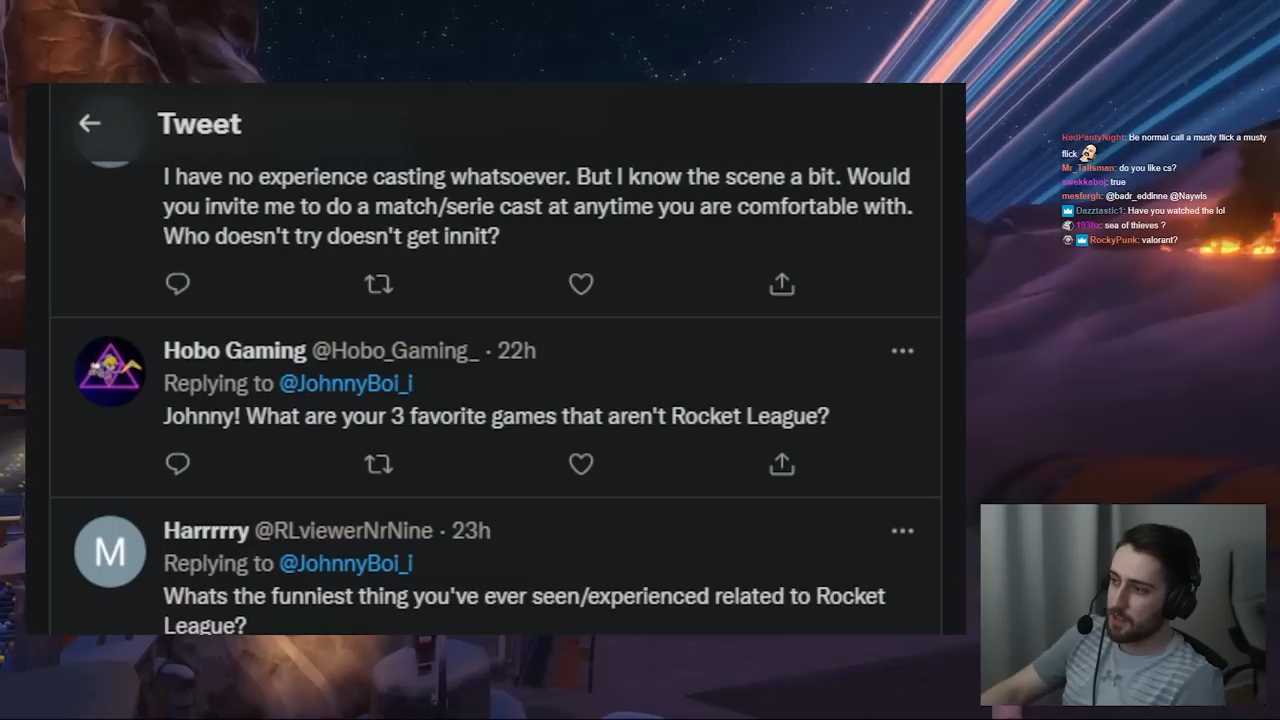 Tweet
I have no experience casting whatsoever. But I know the scene a bit. Would
you invite me to do a match/serie cast at anytime you are comfortable with.
Who doesn't try doesn't get innit?
Hobo Gaming @Hobo_Gaming_ · 22h
Replying to @JohnnyBoi_i
Johnny! What are your 3 favorite games that aren't Rocket League?
M
Harrrrry @RLviewerNrNine · 23h
Replying to @JohnnyBoi_i
Whats the funniest thing you've ever seen/experienced related to Rocket
League?
RedPantyNight: Be normal call a musty flick a musty
flick
Mr_Talisman: do you like cs?
swekkaboj: true
mesfergh: @badr_eddinne @Naywis
Dazztastic1: Have you watched the lol
193hz: sea of thieves ?
RockyPunk: valorant?